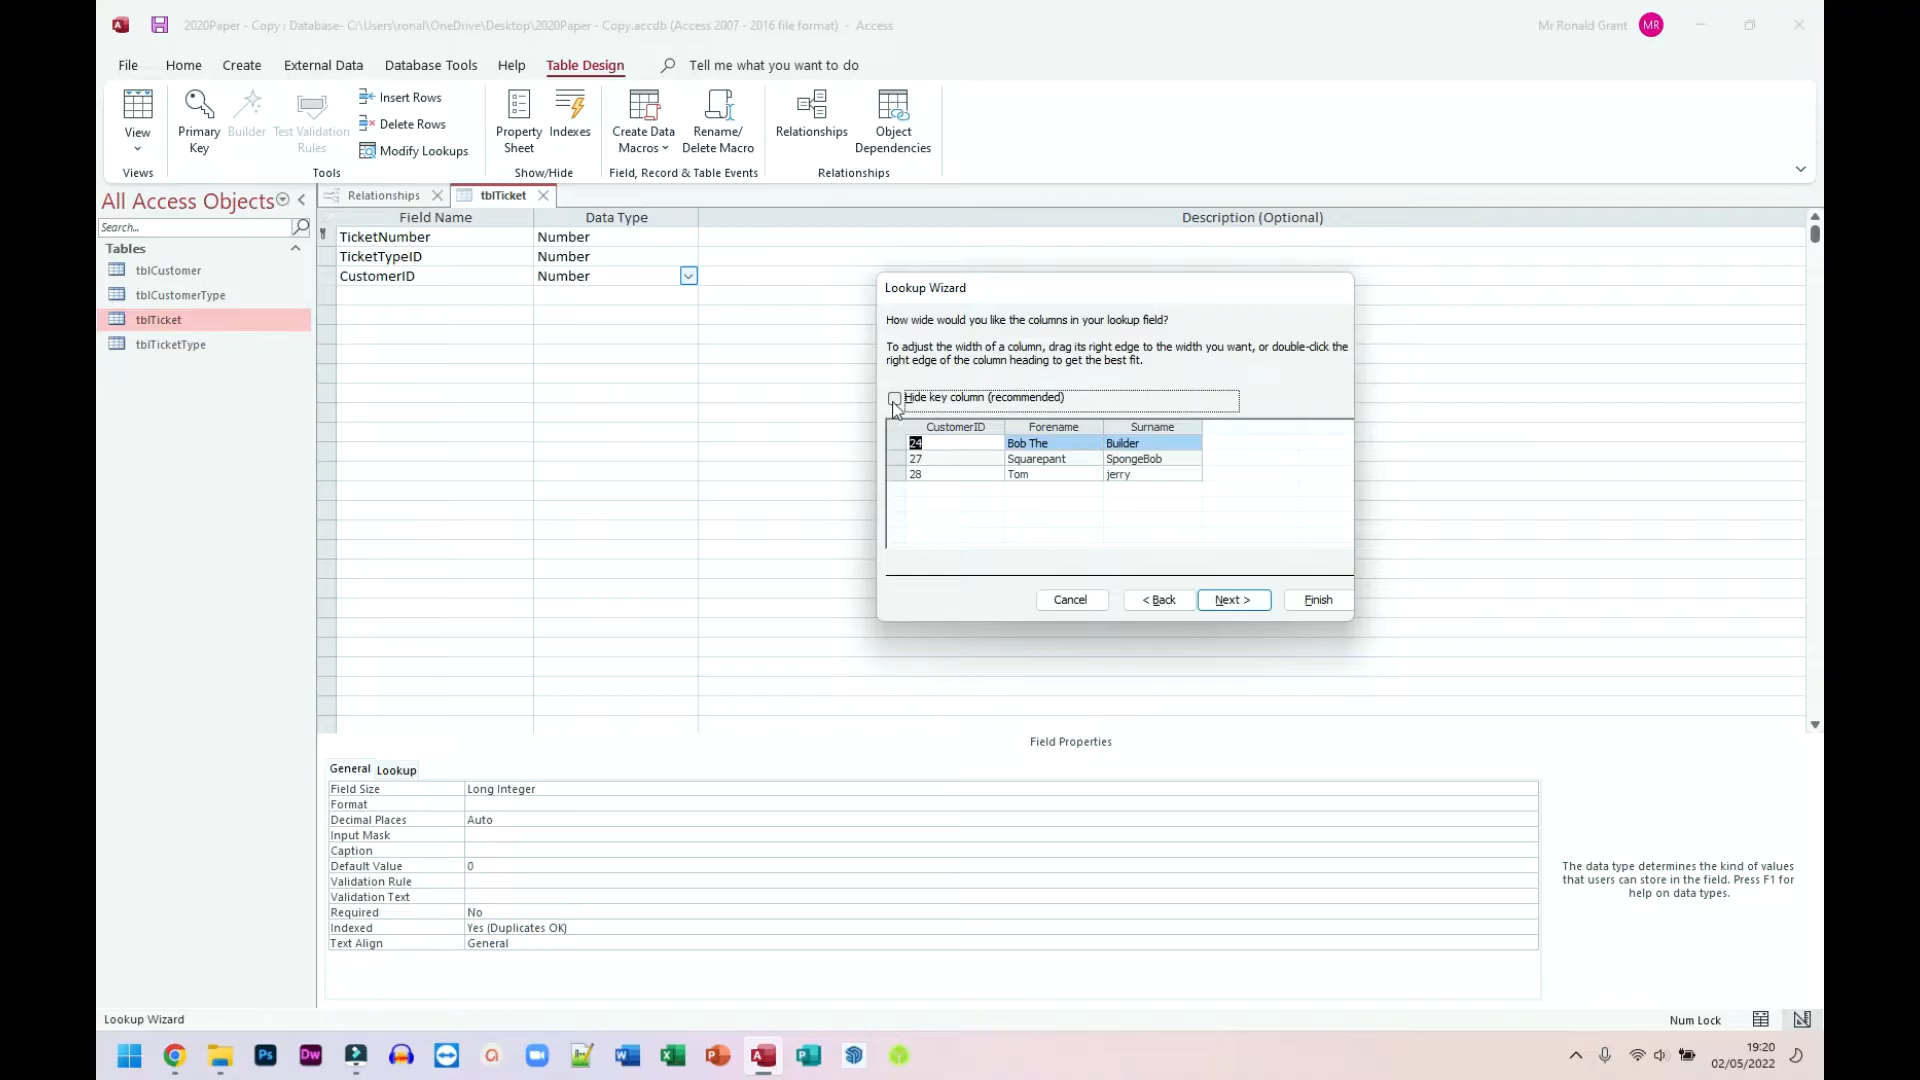 2020Paper - Copy : Database- C:\Users\ronal\OneDrive\Desktop\2020Paper - Copy.accdb (Access 2007 - 2016 file format) - Access
Mr Ronald Grant
MR
File
Home
Create
External Data
Database Tools
Help
Table Design
Tell me what you want to do
View
Primary Key
Builder
Test Validation Rules
Insert Rows
Delete Rows
Modify Lookups
Property Sheet
Indexes
Create Data Macros
Rename/ Delete Macro
Relationships
Object Dependencies
Views
Tools
Show/Hide
Field, Record & Table Events
Relationships
All Access Objects
Search...
Tables
tblCustomer
tblCustomerType
tblTicket
tblTicketType
Relationships
tblTicket
Field Name
Data Type
Description (Optional)
TicketNumber
Number
TicketTypeID
Number
CustomerID
Number
Lookup Wizard
How wide would you like the columns in your lookup field?
To adjust the width of a column, drag its right edge to the width you want, or double-click the
right edge of the column heading to get the best fit.
Hide key column (recommended)
CustomerID
Forename
Surname
24
Bob The
Builder
27
Squarepant
SpongeBob
28
Tom
jerry
Cancel
< Back
Next >
Finish
Field Properties
General
Lookup
Field Size
Long Integer
Format
Decimal Places
Auto
Input Mask
Caption
Default Value
0
Validation Rule
Validation Text
Required
No
Indexed
Yes (Duplicates OK)
Text Align
General
The data type determines the kind of values
that users can store in the field. Press F1 for
help on data types.
Lookup Wizard
Num Lock
Ps
Dw
19:20
02/05/2022